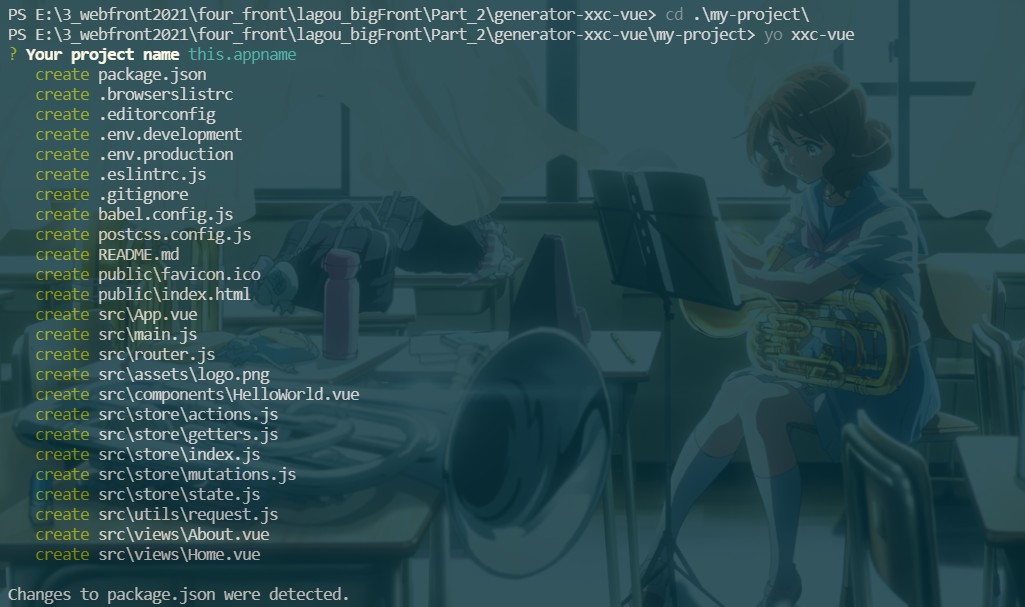 PS E:\3_webfront2021\four_front\lagou_bigFront\Part_2\generator-xxc-vue> cd .\my-project\
PS E:\3_webfront2021\four_front\lagou_bigFront\Part_2\generator-xxc-vue\my-project> yo xxc-vue
? Your project name this.appname
create package.json
create .browserslistrc
create .editorconfig
create .env.development
create .env.production
create .eslintrc.js
create .gitignore
create babel.config.js
create postcss.config.js
create README.md
create public\favicon.ico
create public\index.html
create src\App.vue
create src\main.js
create src\router.js
create src\assets\logo.png
create src\components\HelloWorld.vue
create src\store\actions.js
create src\store\getters.js
create src\store\index.js
create src\store\mutations.js
create src\store\state.js
create src\utils\request.js
create src\views\About.vue
create src\views\Home.vue
Changes to package.json were detected.